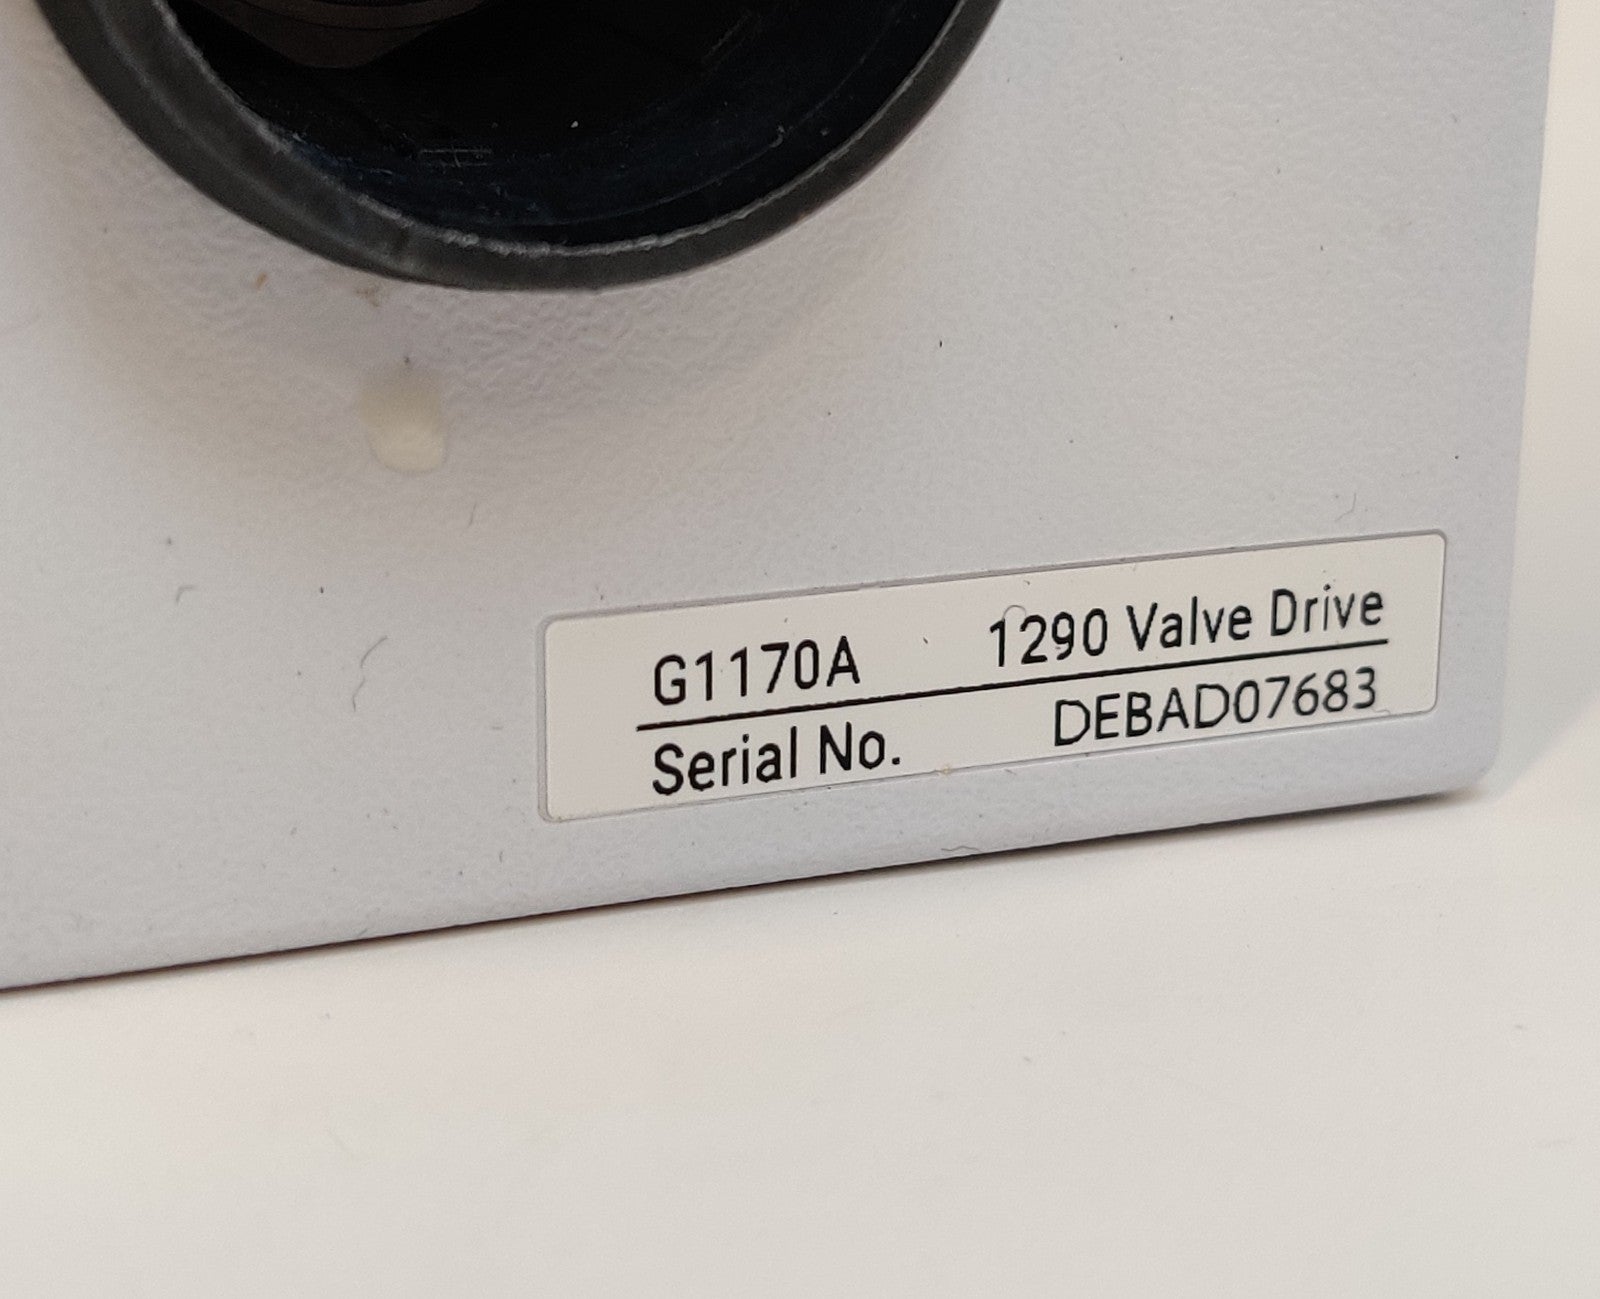 G1170A 1290 Valve Drive
Serial No. DEBAD07683